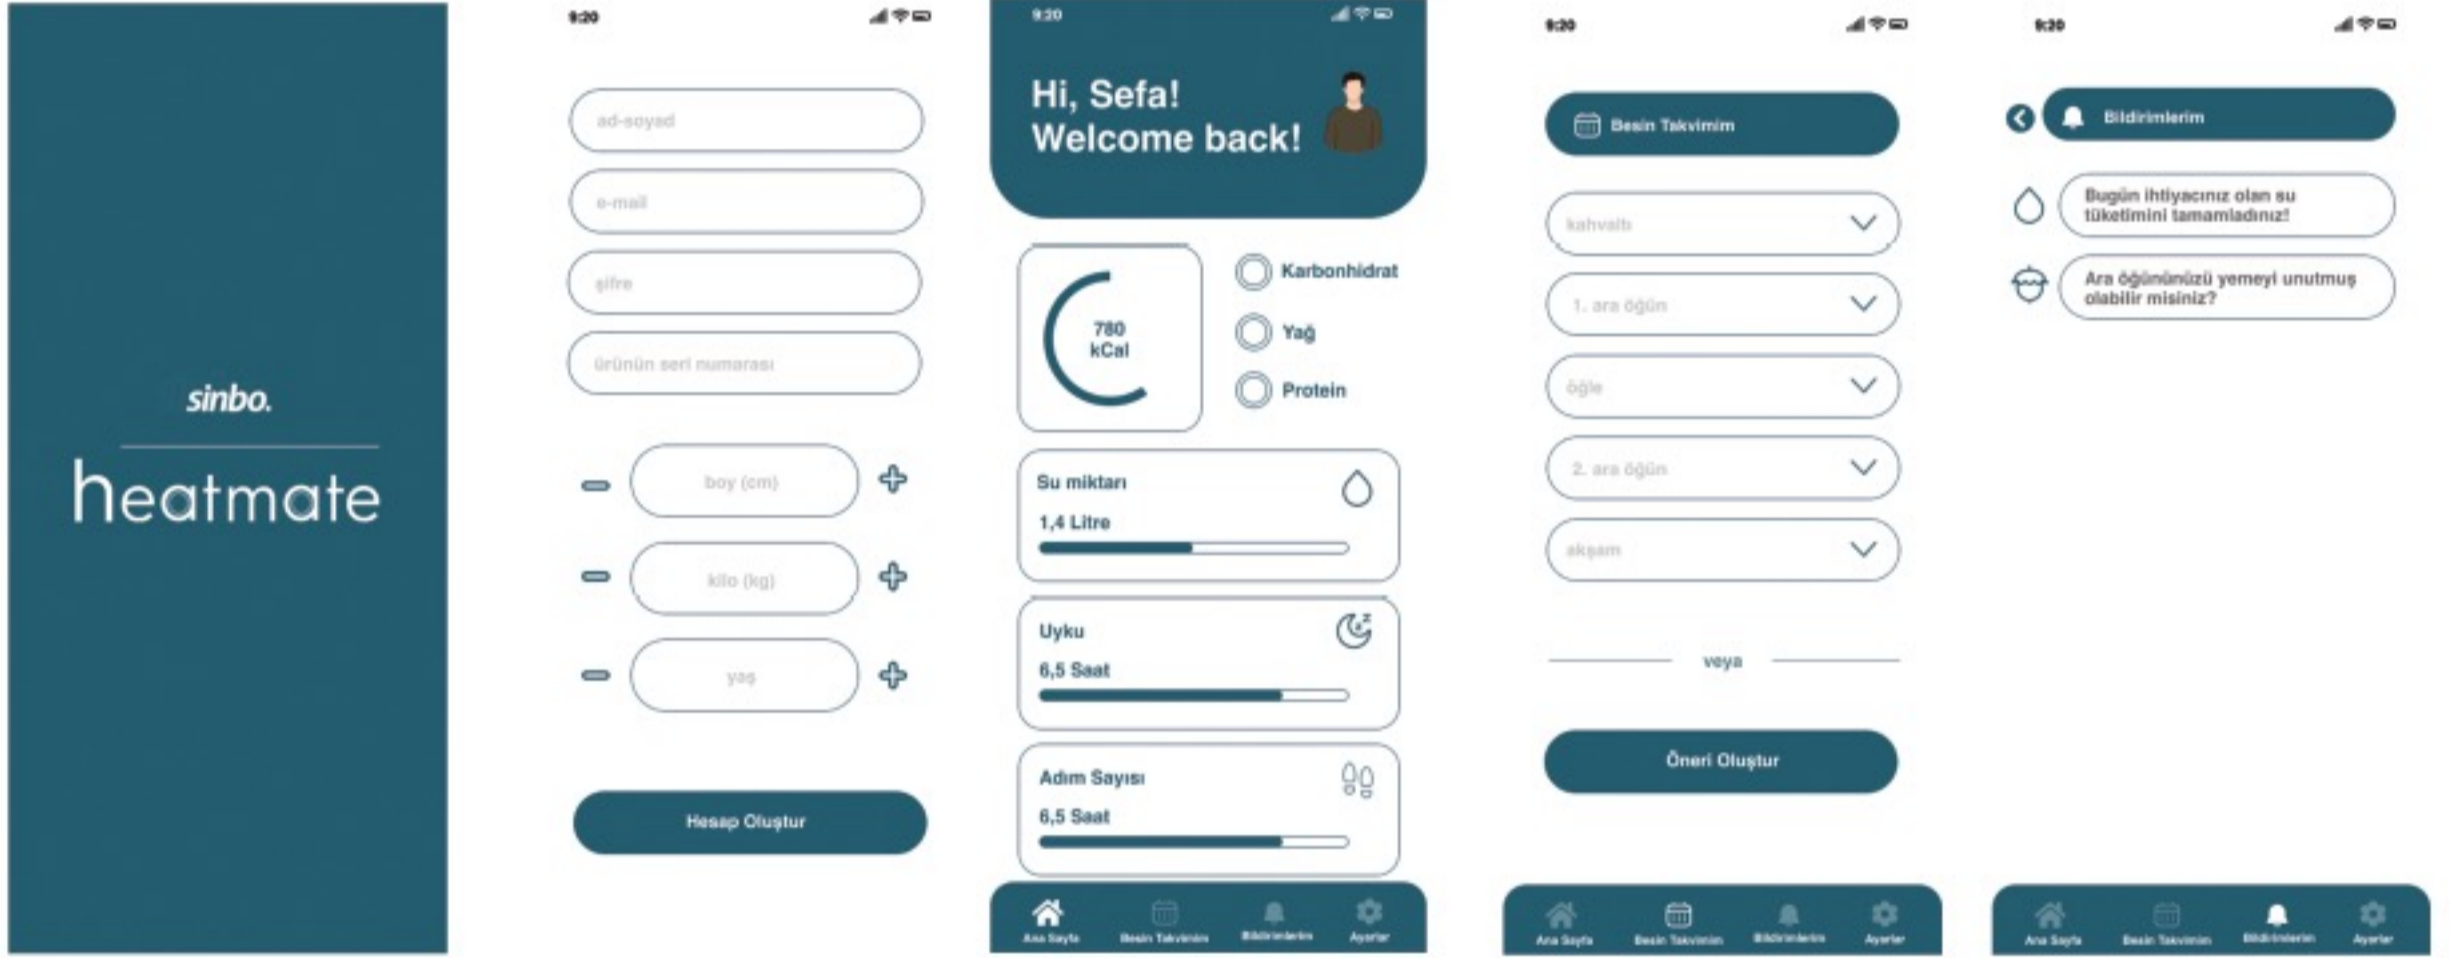 sinbo.
heatmate
9:20
ad-soyad
e-mail
şifre
ürünün seri numarası
boy (cm)
kilo (kg)
yaş
Hesap Oluştur
9:20
Hi, Sefa!
Welcome back!
780
kCal
Karbonhidrat
Yağ
Protein
Su miktarı
1,4 Litre
Uyku
6,5 Saat
Adım Sayısı
6,5 Saat
Ana Sayfa
Besin Takvimim
Bildirimlerim
Ayarlar
9:20
Besin Takvimim
kahvaltı
1. ara öğün
öğle
2. ara öğün
akşam
veya
Öneri Oluştur
Ana Sayfa
Besin Takvimim
Bildirimlerim
Ayarlar
9:20
Bildirimlerim
Bugün ihtiyacınız olan su
tüketimini tamamladınız!
Ara öğününüzü yemeyi unutmuş
olabilir misiniz?
Ana Sayfa
Besin Takvimim
Bildirimlerim
Ayarlar